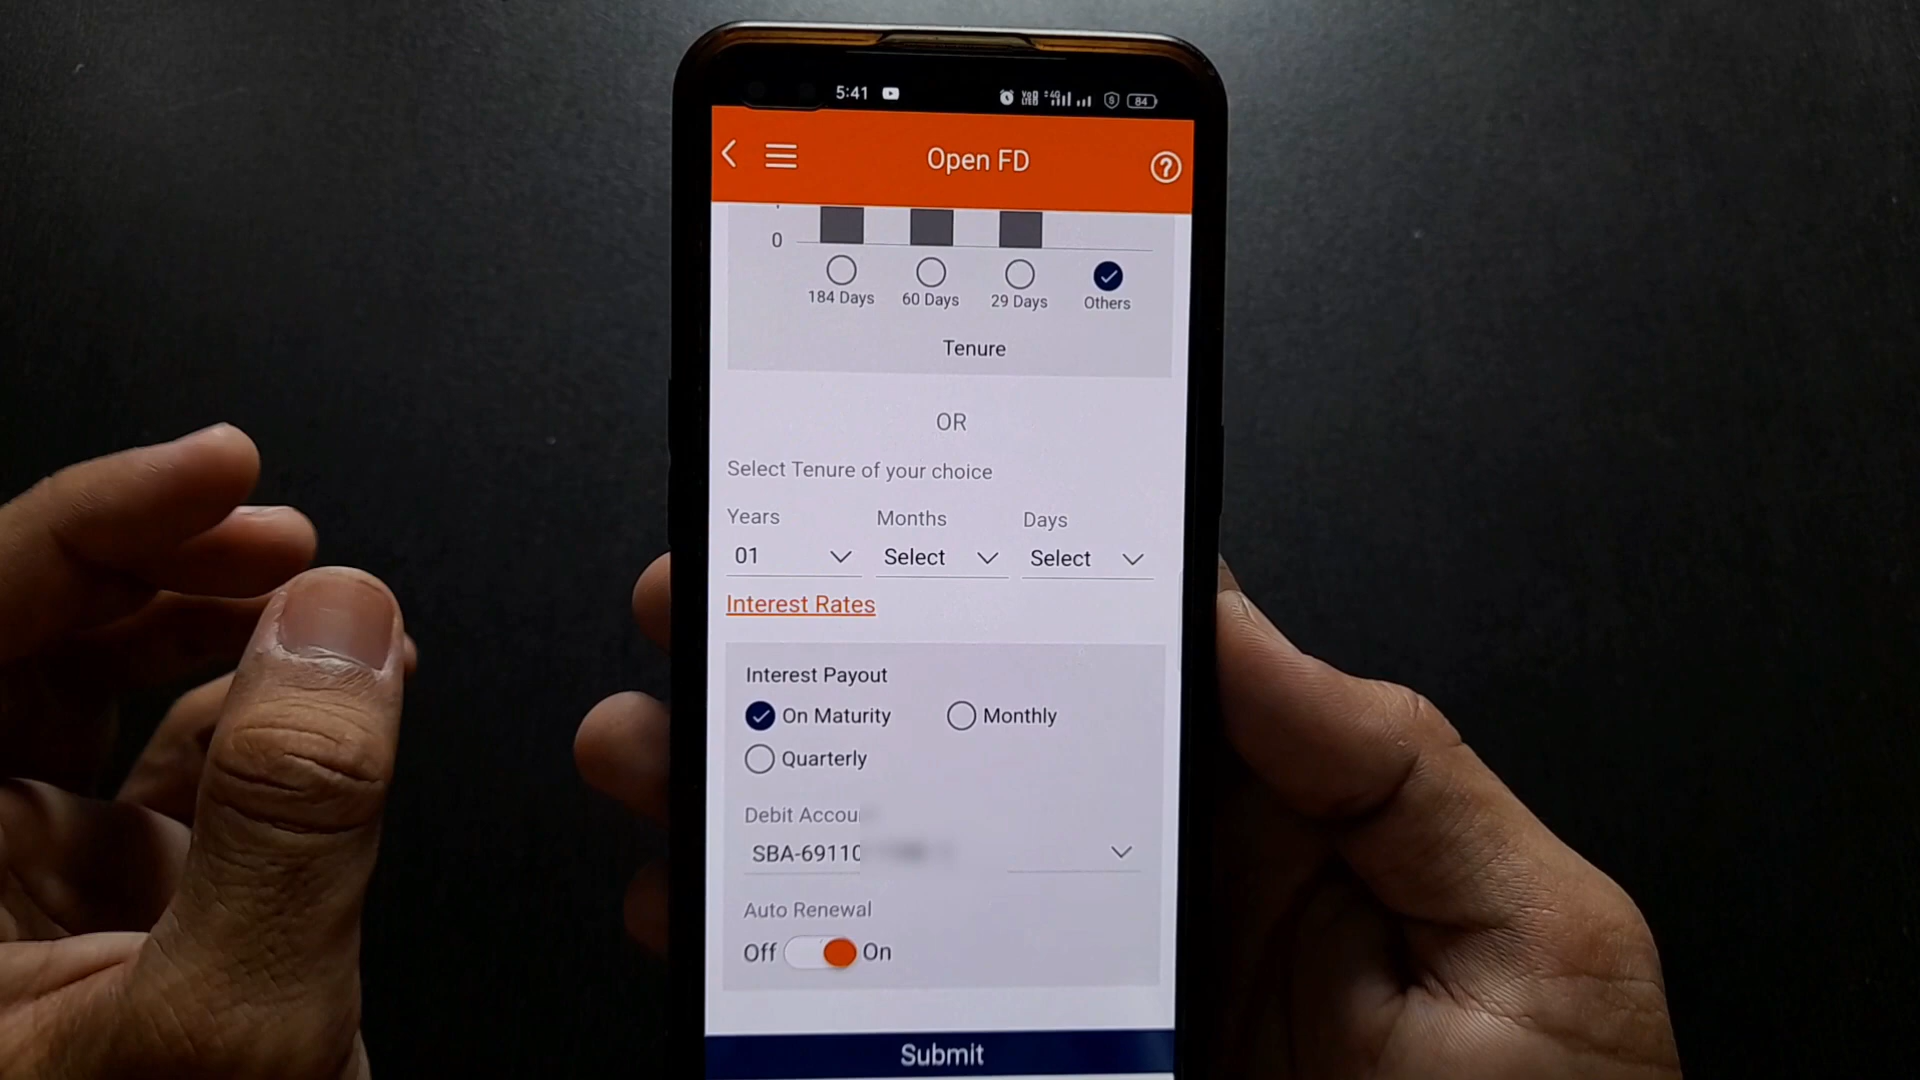 5:41 84
Open FD
0
184 Days 60 Days 29 Days Others
Tenure
OR
Select Tenure of your choice
Years Months Days
01 Select Select
Interest Rates
Interest Payout
On Maturity Monthly
Quarterly
Debit Accou
SBA-69110
Auto Renewal
Off On
Submit